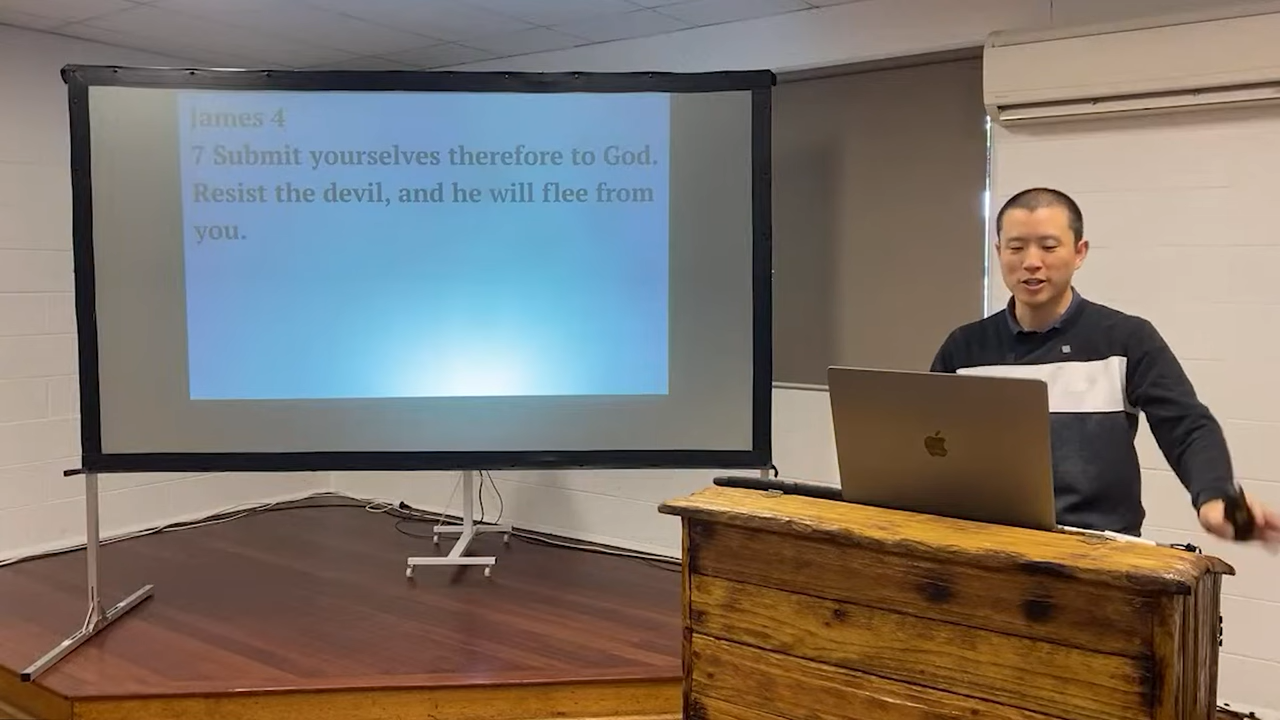 James 4
7 Submit yourselves therefore to God.
Resist the devil, and he will flee from
you.